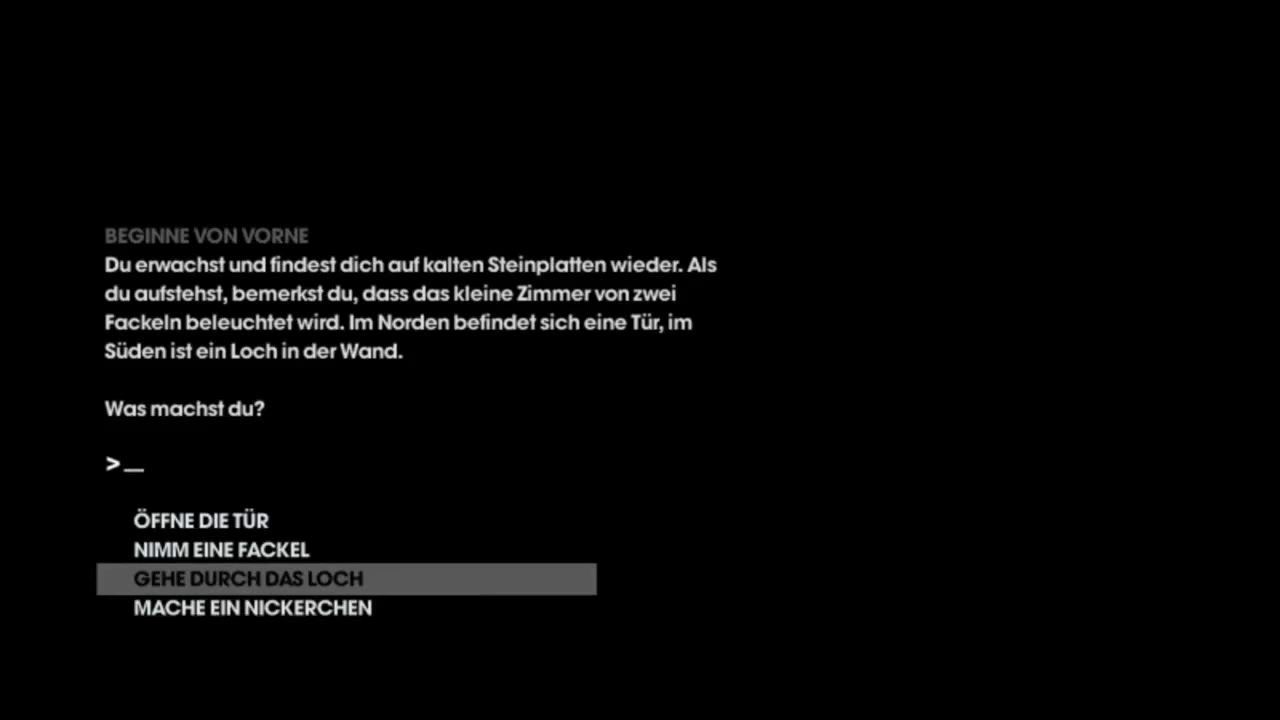 BEGINNE VON VORNE
Du erwachst und findest dich auf kalten Steinplatten wieder. Als
du aufstehst, bemerkst du, dass das kleine Zimmer von zwei
Fackeln beleuchtet wird. Im Norden befindet sich eine Tür, im
Süden ist ein Loch in der Wand.
Was machst du?
>_
ÖFFNE DIE TÜR
NIMM EINE FACKEL
GEHE DURCH DAS LOCH
MACHE EIN NICKERCHEN